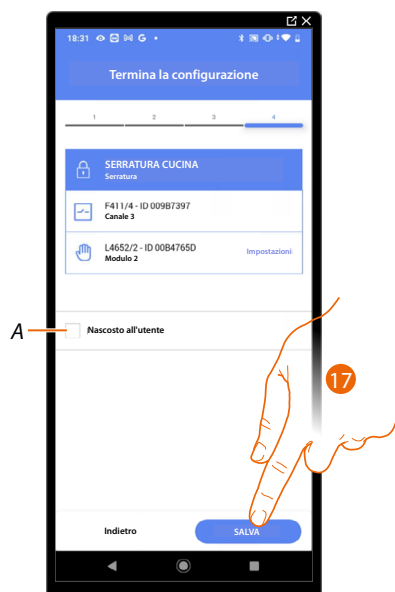 18:31
Termina la configurazione
1 2 3 4
SERRATURA CUCINA
Serratura
F411/4 - ID 009B7397
Canale 3
L4652/2 - ID 00B4765D
Modulo 2
Impostazioni
A
Nascosto all'utente
17
Indietro
SALVA